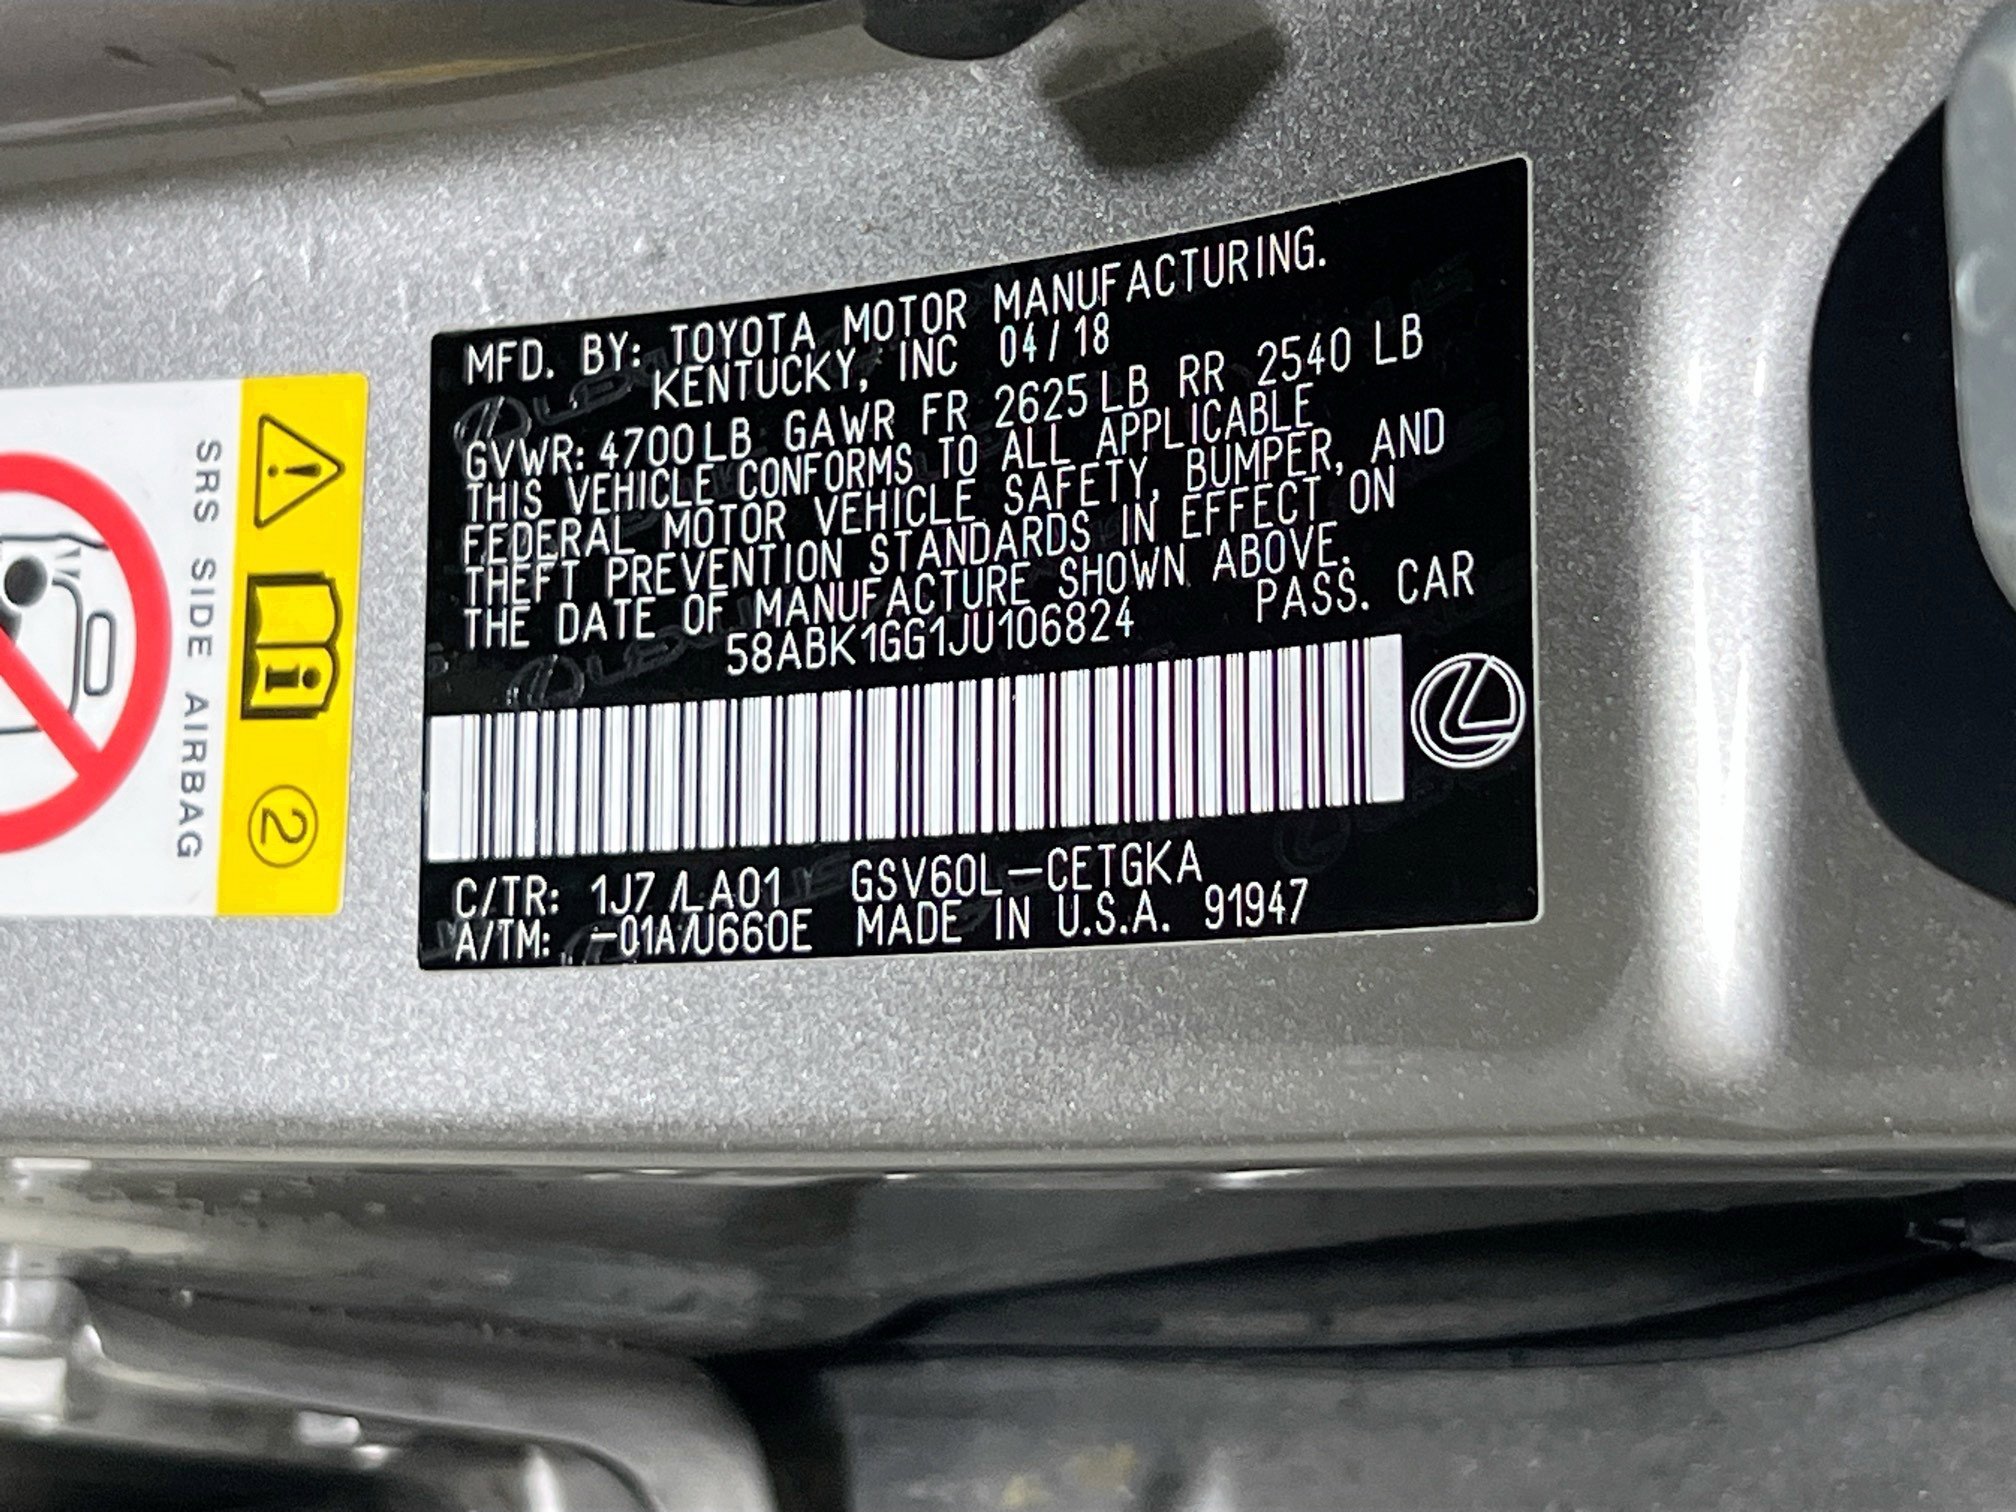 MFD. BY: TOYOTA MOTOR MANUFACTURING.
KENTUCKY, INC 04/18
GVWR: 4700LB GAWR FR 2625LB RR 2540 LB
THIS VEHICLE CONFORMS TO ALL APPLICABLE
FEDERAL MOTOR VEHICLE SAFETY, BUMPER, AND
THEFT PREVENTION STANDARDS IN EFFECT ON
THE DATE OF MANUFACTURE SHOWN ABOVE.
58ABK1GG1JU106824 PASS. CAR
C/TR: 1J7/LA01 GSV60L-CETGKA
A/TM: -01A/U660E MADE IN U.S.A. 91947
SRS SIDE AIRBAG
2